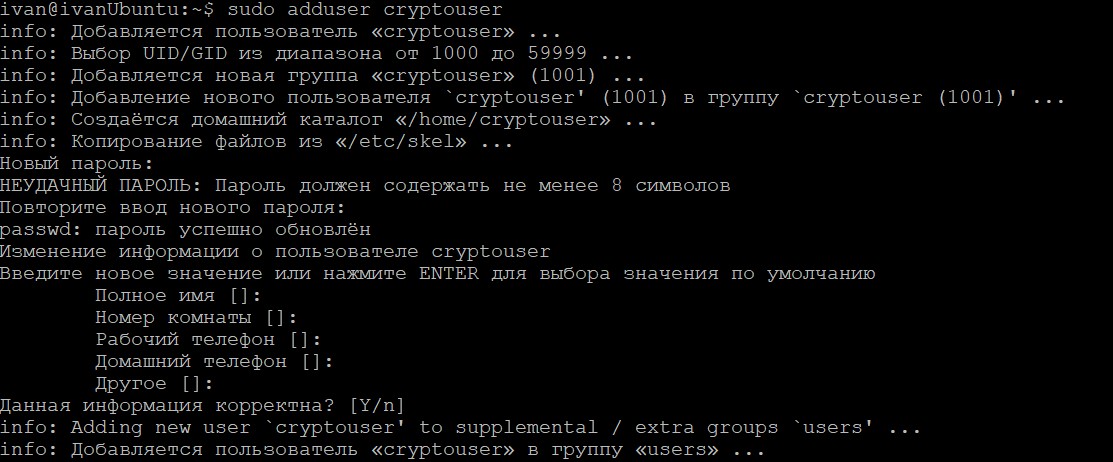 ivan@ivanUbuntu:~$ sudo adduser cryptouser
info: Добавляется пользователь «cryptouser» ...
info: Выбор UID/GID из диапазона от 1000 до 59999 ...
info: Добавляется новая группа «cryptouser» (1001) ...
info: Добавление нового пользователя `cryptouser' (1001) в группу `cryptouser (1001)' ...
info: Создаётся домашний каталог «/home/cryptouser» ...
info: Копирование файлов из «/etc/skel» ...
Новый пароль:
НЕУДАЧНЫЙ ПАРОЛЬ: Пароль должен содержать не менее 8 символов
Повторите ввод нового пароля:
passwd: пароль успешно обновлён
Изменение информации о пользователе cryptouser
Введите новое значение или нажмите ENTER для выбора значения по умолчанию
Полное имя []:
Номер комнаты []:
Рабочий телефон []:
Домашний телефон []:
Другое []:
Данная информация корректна? [Y/n]
info: Adding new user `cryptouser' to supplemental / extra groups `users' ...
info: Добавляется пользователь «cryptouser» в группу «users» ...